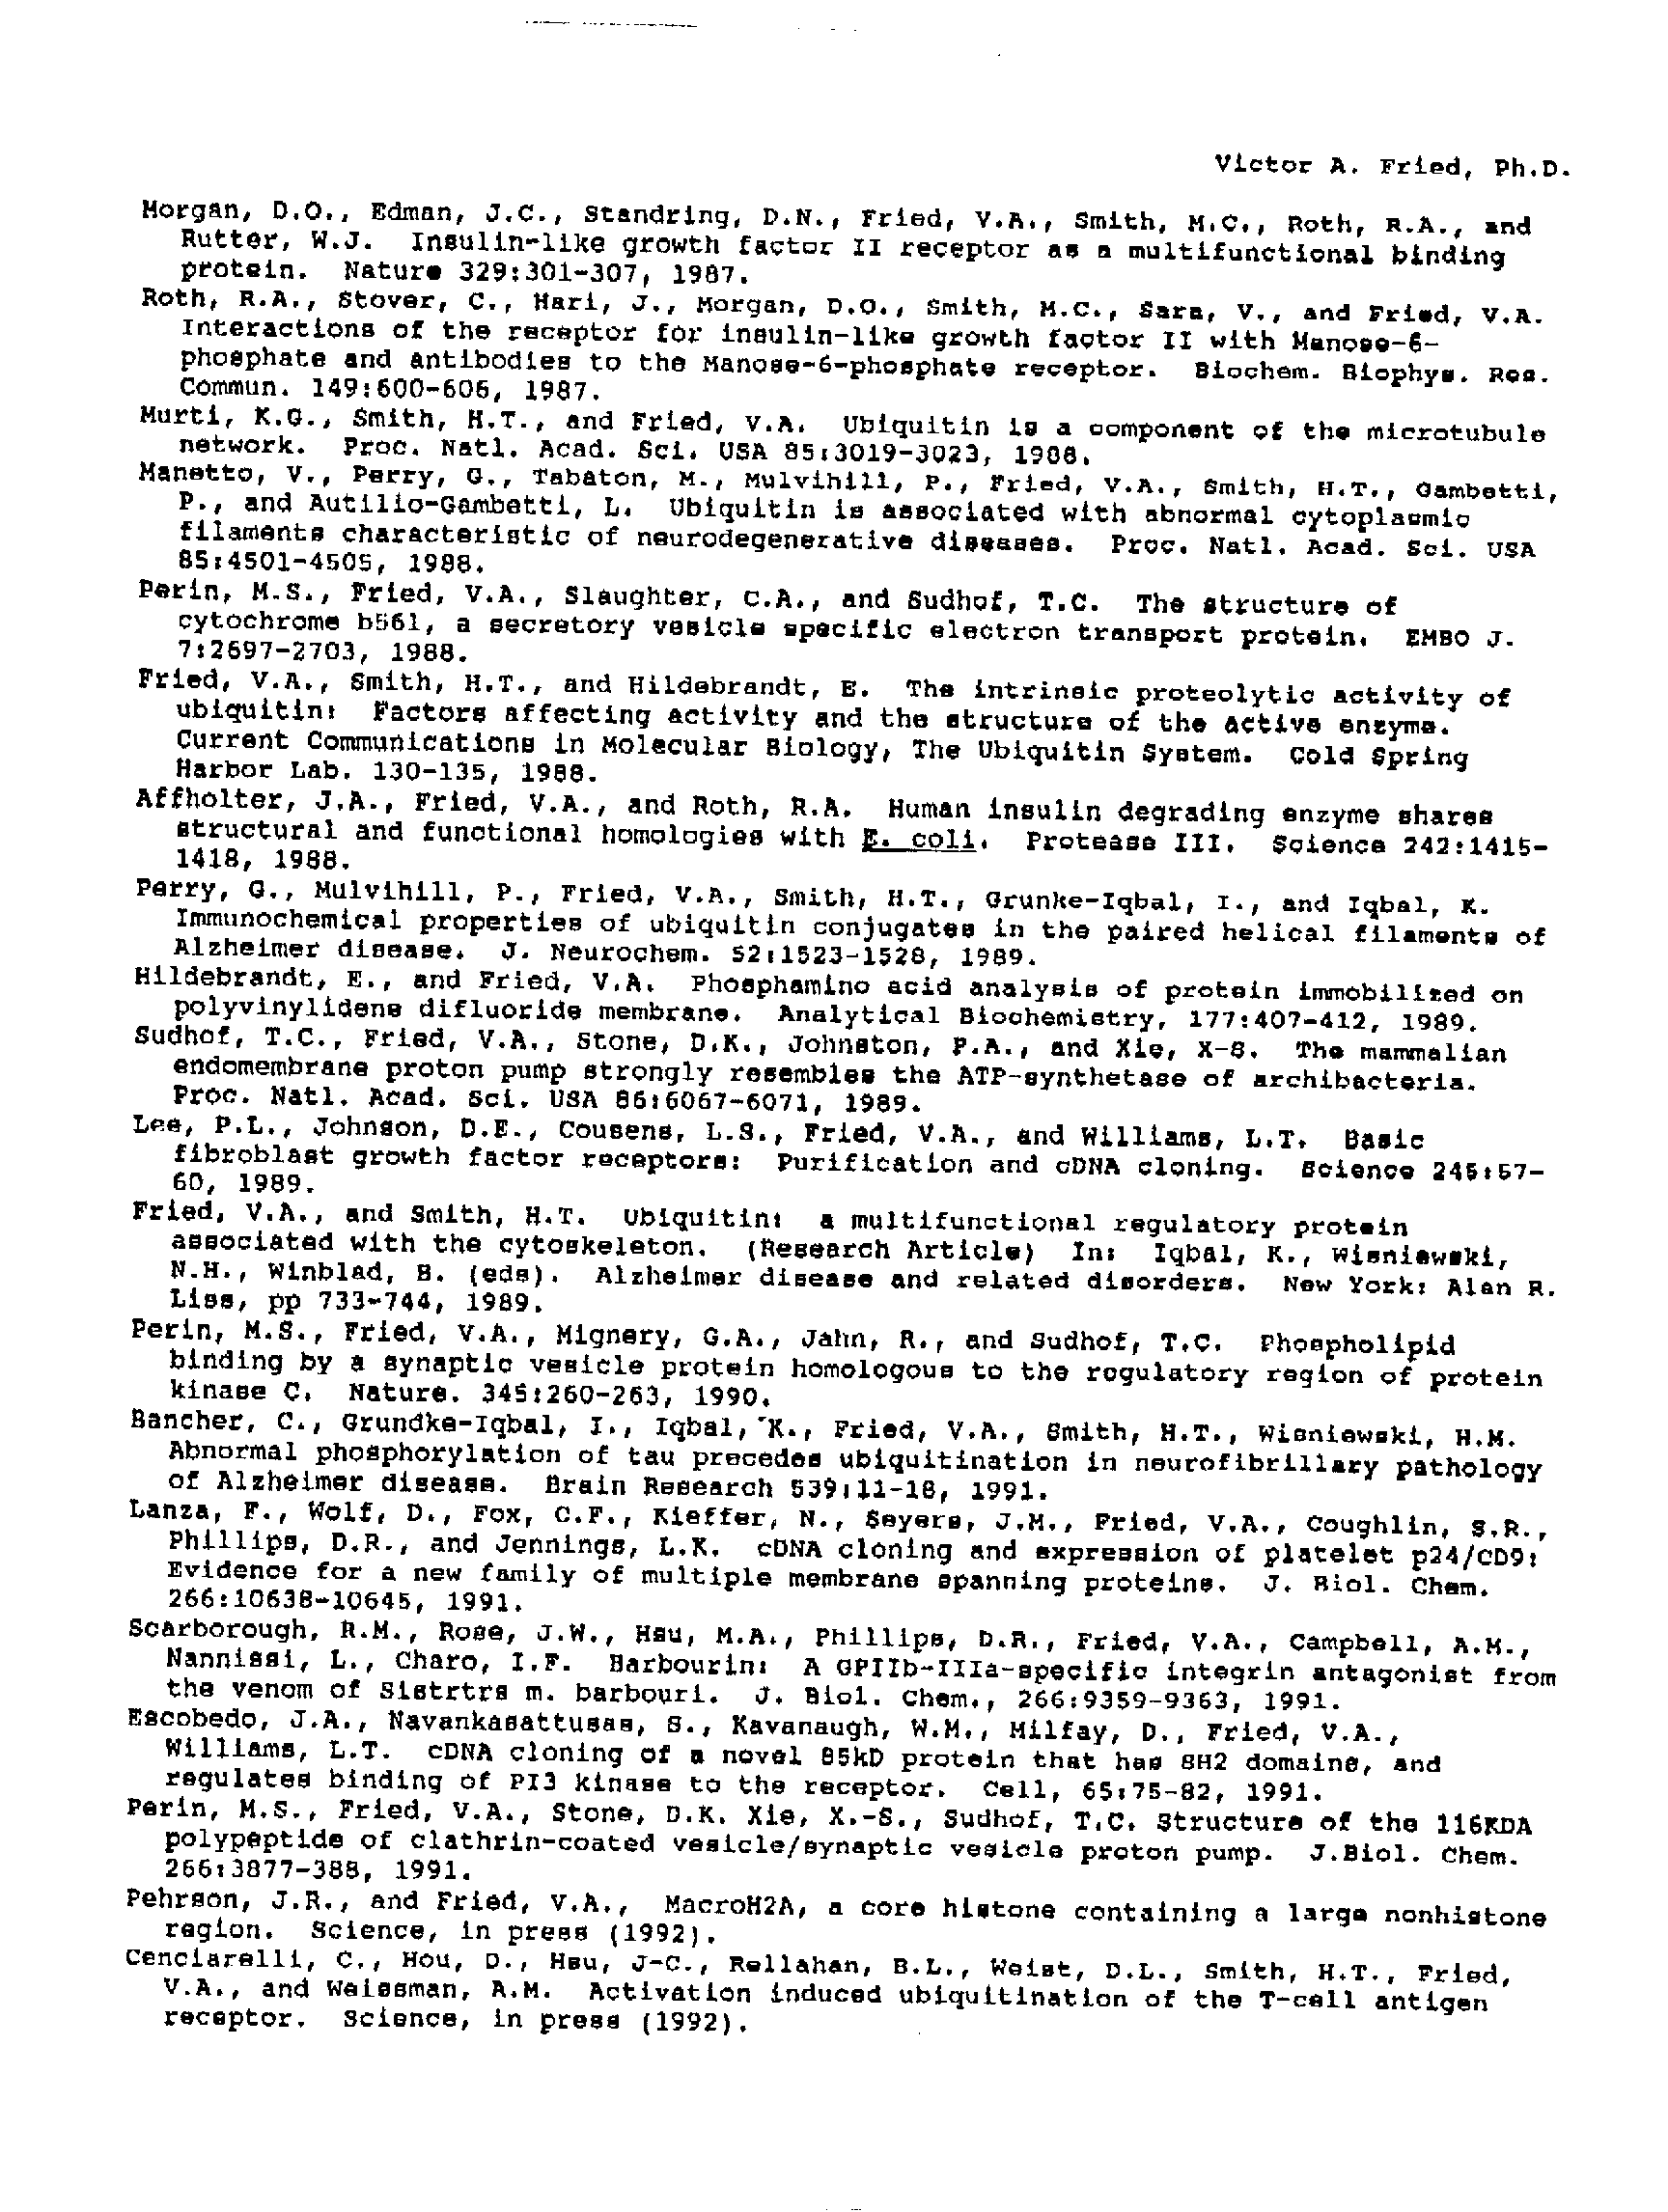 Victor A. Fried, Ph.D.
Morgan, D.O., Edman, J.C., Standring, D.N., Fried, V.A., Smith, M.C., Roth, R.A., and
Rutter, W.J. Insulin-like growth factor II receptor as a multifunctional binding
protein. Nature 329:301-307, 1987.
Roth, R.A., Stover, C., Hari, J., Morgan, D.O., Smith, M.C., Sara, V., and Fried, V.A.
Interactions of the receptor for insulin-like growth factor II with Manose-6-
phosphate and antibodies to the Manose-6-phosphate receptor. Biochem. Biophys. Res.
Commun. 149:600-606, 1987.
Murti, K.G., Smith, H.T., and Fried, V.A. Ubiquitin is a component of the microtubule
network. Proc. Natl. Acad. Sci. USA 85:3019-3023, 1988.
Manetto, V., Perry, G., Tabaton, M., Mulvihill, P., Fried, V.A., Smith, H.T., Gambetti,
P., and Autilio-Gambetti, L. Ubiquitin is associated with abnormal cytoplasmic
filaments characteristic of neurodegenerative diseases. Proc. Natl. Acad. Sci. USA
85:4501-4505, 1988.
Perin, M.S., Fried, V.A., Slaughter, C.A., and Sudhof, T.C. The structure of
cytochrome b561, a secretory vesicle specific electron transport protein. EMBO J.
7:2697-2703, 1988.
Fried, V.A., Smith, H.T., and Hildebrandt, E. The intrinsic proteolytic activity of
ubiquitin: Factors affecting activity and the structure of the active enzyme.
Current Communications in Molecular Biology, The Ubiquitin System. Cold Spring
Harbor Lab. 130-135, 1988.
Affholter, J.A., Fried, V.A., and Roth, R.A. Human insulin degrading enzyme shares
structural and functional homologies with E. coli. Protease III. Science 242:1415-
1418, 1988.
Perry, G., Mulvihill, P., Fried, V.A., Smith, H.T., Grunke-Iqbal, I., and Iqbal, K.
Immunochemical properties of ubiquitin conjugates in the paired helical filaments of
Alzheimer disease. J. Neurochem. 52:1523-1528, 1989.
Hildebrandt, E., and Fried, V.A. Phosphamino acid analysis of protein immobilized on
polyvinylidene difluoride membrane. Analytical Biochemistry, 177:407-412, 1989.
Sudhof, T.C., Fried, V.A., Stone, D.K., Johnston, P.A., and Xie, X-S. The mammalian
endomembrane proton pump strongly resembles the ATP-synthetase of archibacteria.
Proc. Natl. Acad. Sci. USA 86:6067-6071, 1989.
Lee, P.L., Johnson, D.E., Cousens, L.S., Fried, V.A., and Williams, L.T. Basic
fibroblast growth factor receptors: Purification and cDNA cloning. Science 245:57-
60, 1989.
Fried, V.A., and Smith, H.T. Ubiquitin: a multifunctional regulatory protein
associated with the cytoskeleton. (Research Article) In: Iqbal, K., Wisniewski,
N.H., Winblad, B. (eds). Alzheimer disease and related disorders. New York: Alan R.
Liss, pp 733-744, 1989.
Perin, M.S., Fried, V.A., Mignery, G.A., Jahn, R., and Sudhof, T.C. Phospholipid
binding by a synaptic vesicle protein homologous to the regulatory region of protein
kinase C. Nature. 345:260-263, 1990.
Bancher, C., Grundke-Iqbal, I., Iqbal, K., Fried, V.A., Smith, H.T., Wisniewski, H.M.
Abnormal phosphorylation of tau precedes ubiquitination in neurofibrillary pathology
of Alzheimer disease. Brain Research 539:11-18, 1991.
Lanza, F., Wolf, D., Fox, C.F., Kieffer, N., Seyers, J.M., Fried, V.A., Coughlin, S.R.,
Phillips, D.R., and Jennings, L.K. cDNA cloning and expression of platelet p24/CD9:
Evidence for a new family of multiple membrane spanning proteins. J. Biol. Chem.
266:10638-10645, 1991.
Scarborough, R.M., Rose, J.W., Hsu, M.A., Phillips, D.R., Fried, V.A., Campbell, A.M.,
Nannissi, L., Charo, I.F. Barbourin: A GPIIb-IIIa-specific integrin antagonist from
the venom of Sistrtrs m. barbouri. J. Biol. Chem., 266:9359-9363, 1991.
Escobedo, J.A., Navankasattusas, S., Kavanaugh, W.M., Milfay, D., Fried, V.A.,
Williams, L.T. cDNA cloning of a novel 85kD protein that has SH2 domains, and
regulates binding of PI3 kinase to the receptor. Cell, 65:75-82, 1991.
Perin, M.S., Fried, V.A., Stone, D.K. Xie, X.-S., Sudhof, T.C. Structure of the 116KDA
polypeptide of clathrin-coated vesicle/synaptic vesicle proton pump. J.Biol. Chem.
266:3877-388, 1991.
Pehrson, J.R., and Fried, V.A., MacroH2A, a core histone containing a large nonhistone
region. Science, in press (1992).
Cenciarelli, C., Hou, D., Hsu, J-C., Rellahan, B.L., Weist, D.L., Smith, H.T., Fried,
V.A., and Weissman, A.M. Activation induced ubiquitination of the T-cell antigen
receptor. Science, in press (1992).